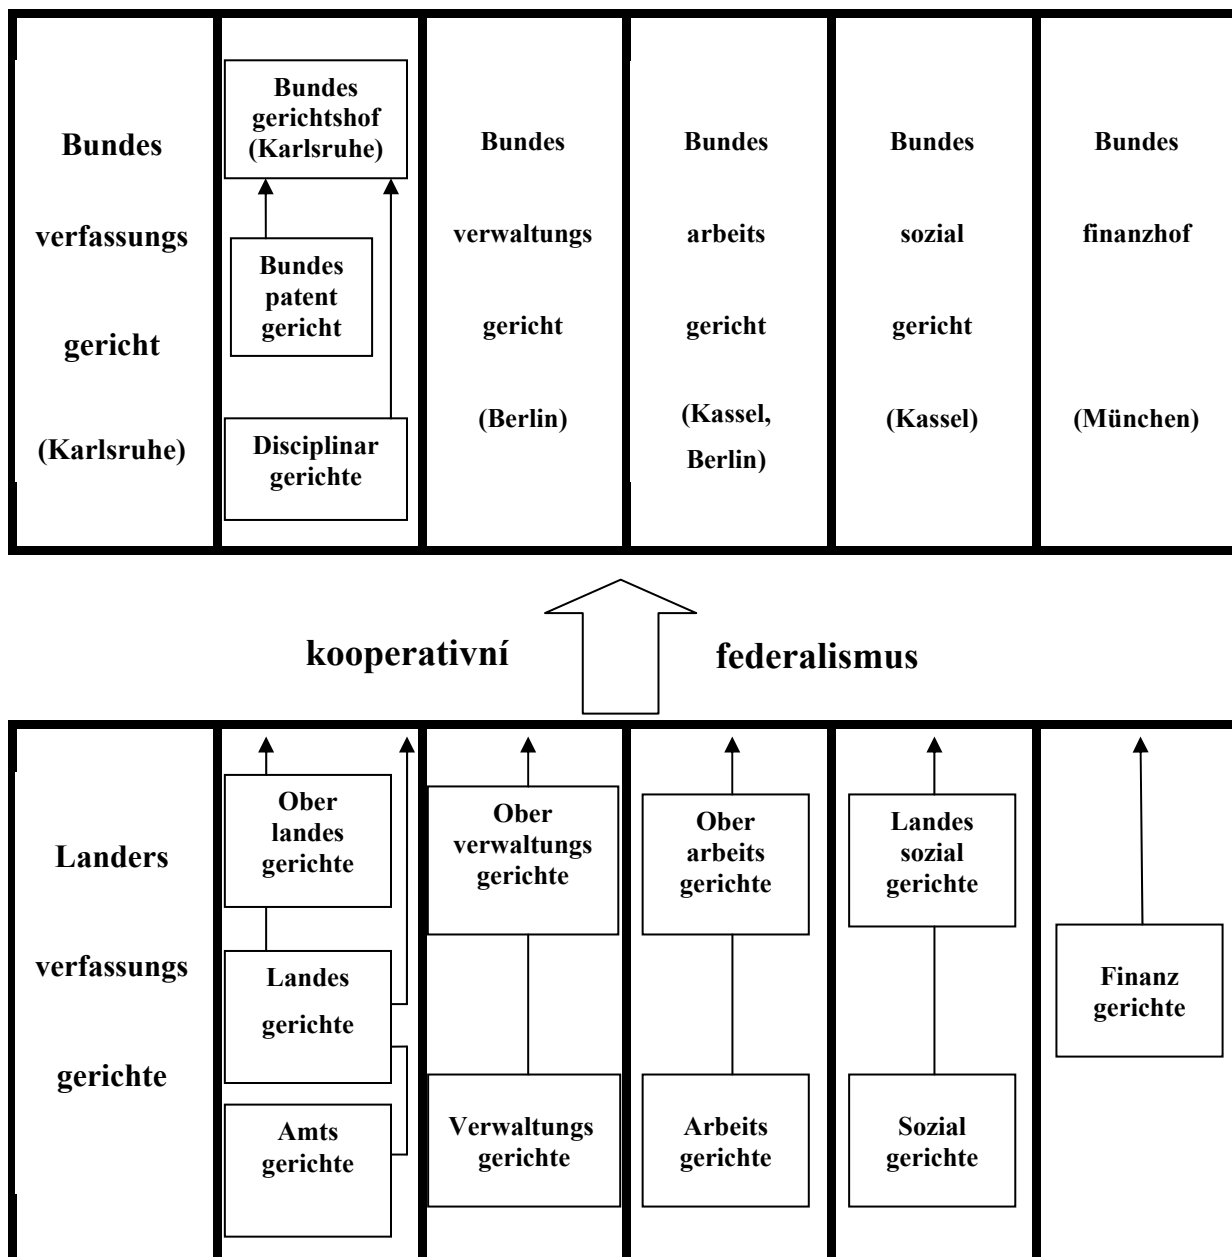 Bundes
verfassungs
gericht
(Karlsruhe)
Bundes
gerichtshof
(Karlsruhe)
Bundes
patent
gericht
Disciplinar
gerichte
Bundes
verwaltungs
gericht
(Berlin)
Bundes
arbeits
gericht
(Kassel,
Berlin)
Bundes
sozial
gericht
(Kassel)
Bundes
finanzhof
(München)
kooperativní federalismus
Landers
verfassungs
gerichte
Ober
landes
gerichte
Landes
gerichte
Amts
gerichte
Ober
verwaltungs
gerichte
Verwaltungs
gerichte
Ober
arbeits
gerichte
Arbeits
gerichte
Landes
sozial
gerichte
Sozial
gerichte
Finanz
gerichte